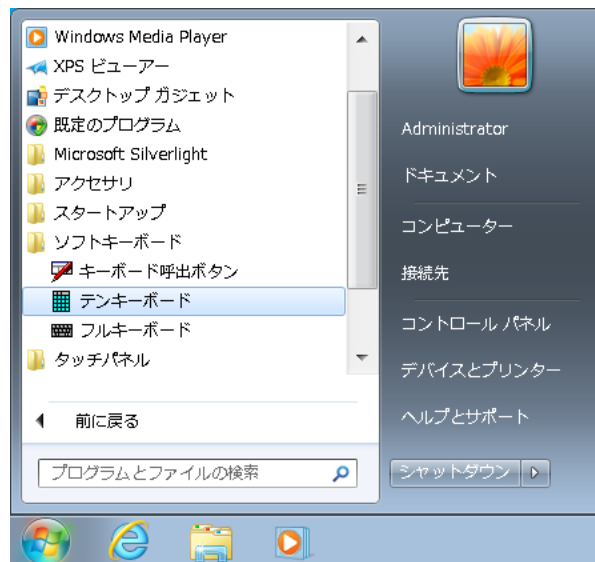 Windows Media Player
XPS ビューアー
デスクトップ ガジェット
既定のプログラム
Microsoft Silverlight
アクセサリ
スタートアップ
ソフトキーボード
キーボード呼出ボタン
テンキーボード
フルキーボード
タッチパネル
前に戻る
プログラムとファイルの検索
Administrator
ドキュメント
コンピューター
接続先
コントロール パネル
デバイスとプリンター
ヘルプとサポート
シャットダウン